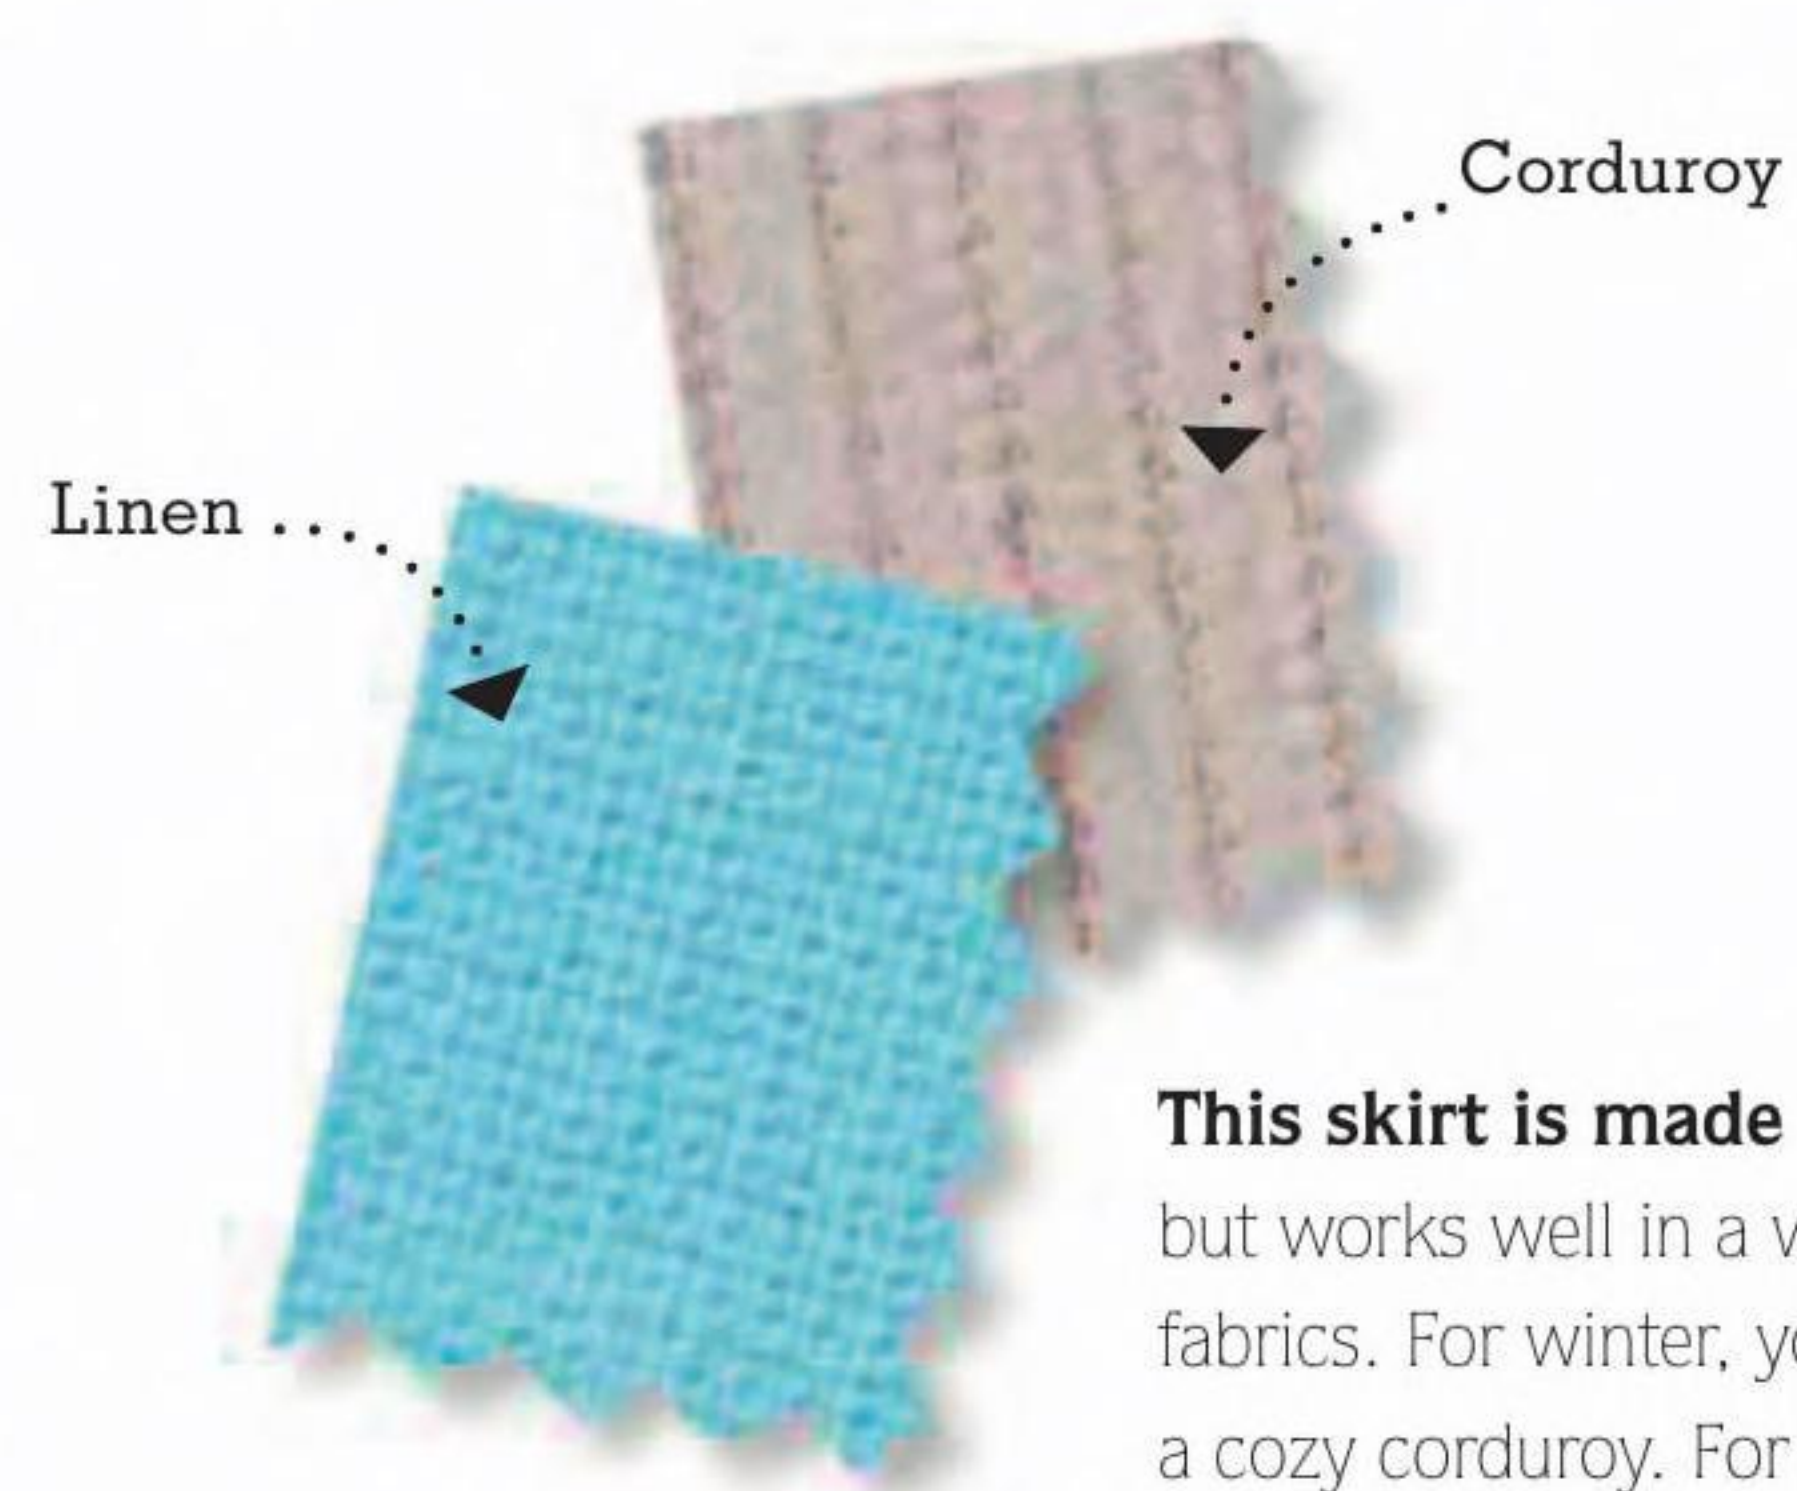 Corduroy
Linen
This skirt is made
but works well in a
fabrics. For winter,
a cozy corduroy. For